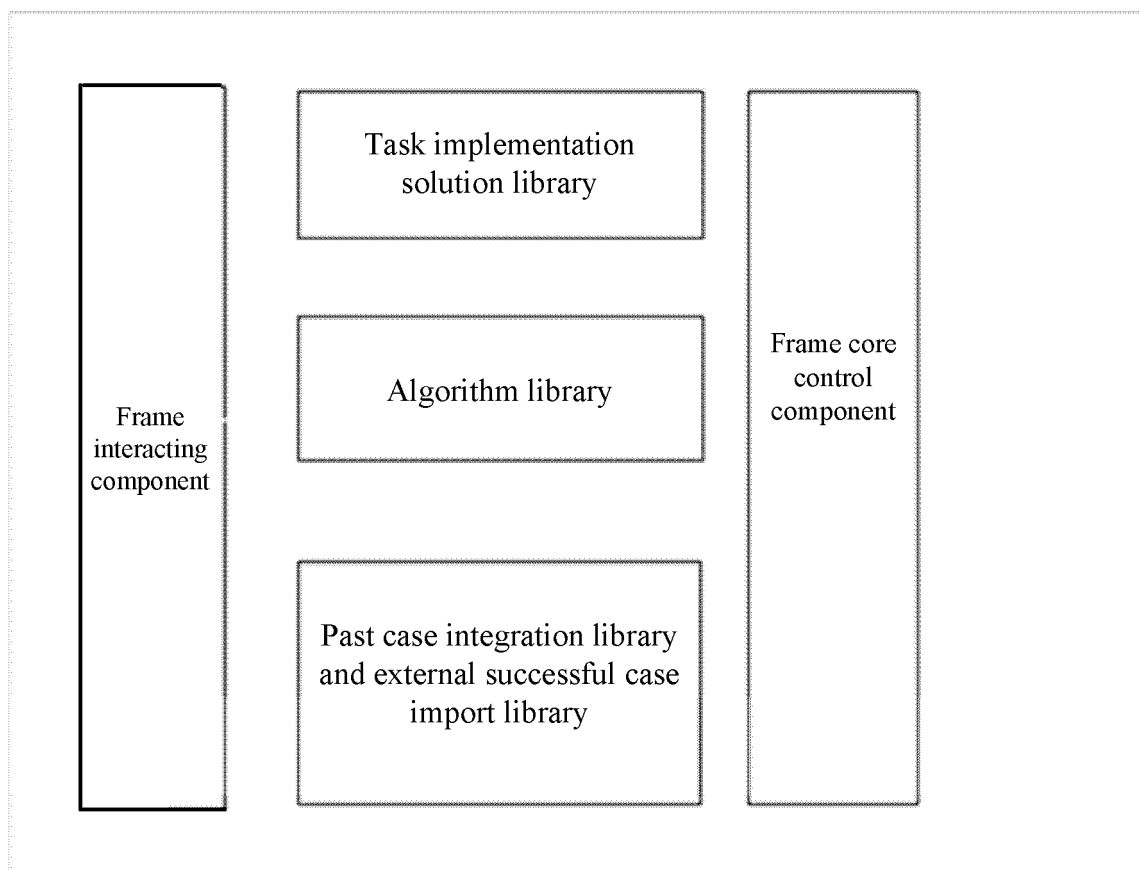 Frame
interacting
component
Task implementation
solution library
Algorithm library
Past case integration library
and external successful case
import library
Frame core
control
component